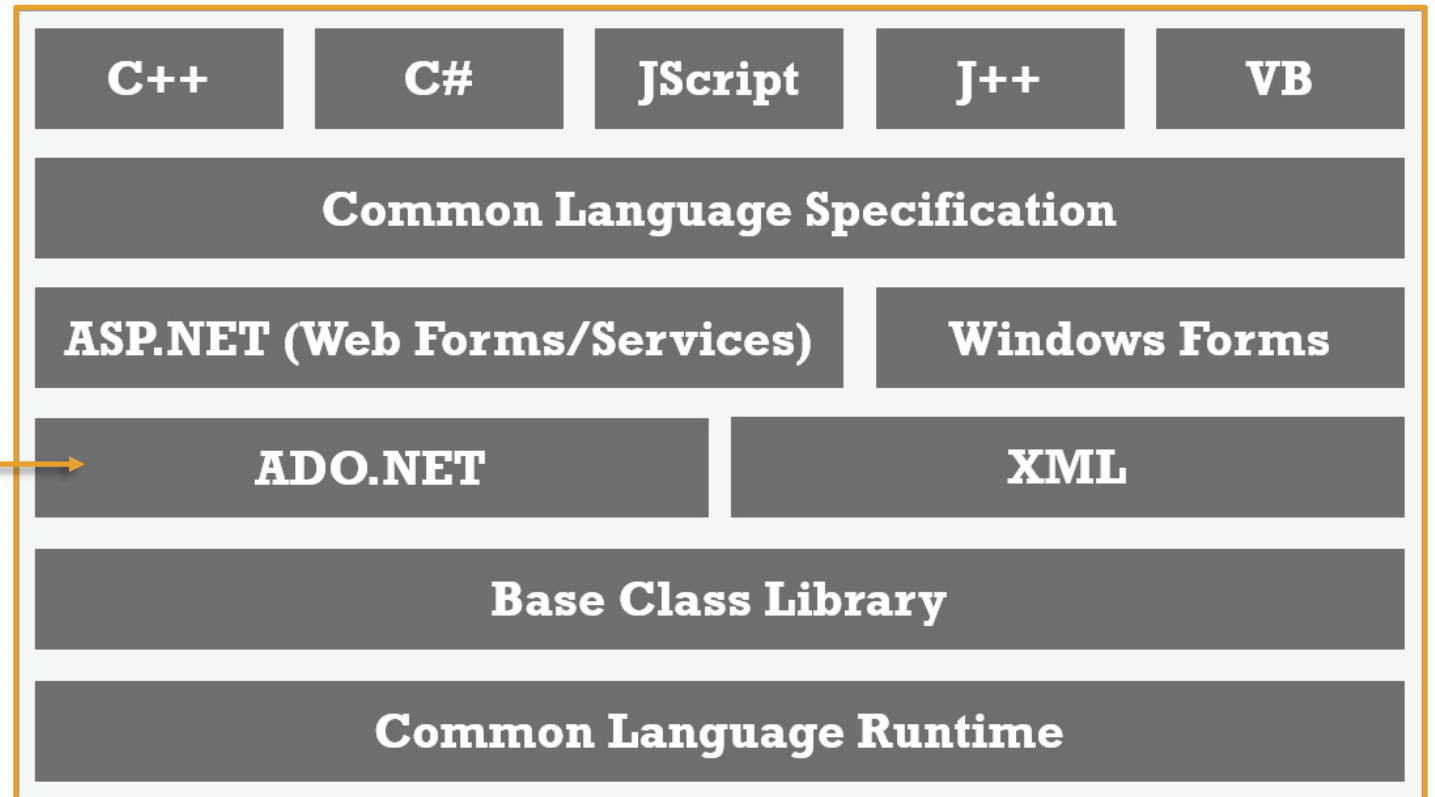 C++
C#
JScript
J++
VB
Common Language Specification
ASP.NET (Web Forms/Services)
Windows Forms
ADO.NET
XML
Base Class Library
Common Language Runtime